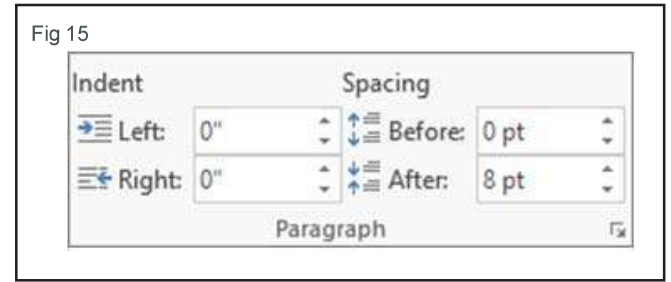 Fig 15
Indent Spacing
Left: 0" Before: 0 pt
Right: 0" After: 8 pt
Paragraph